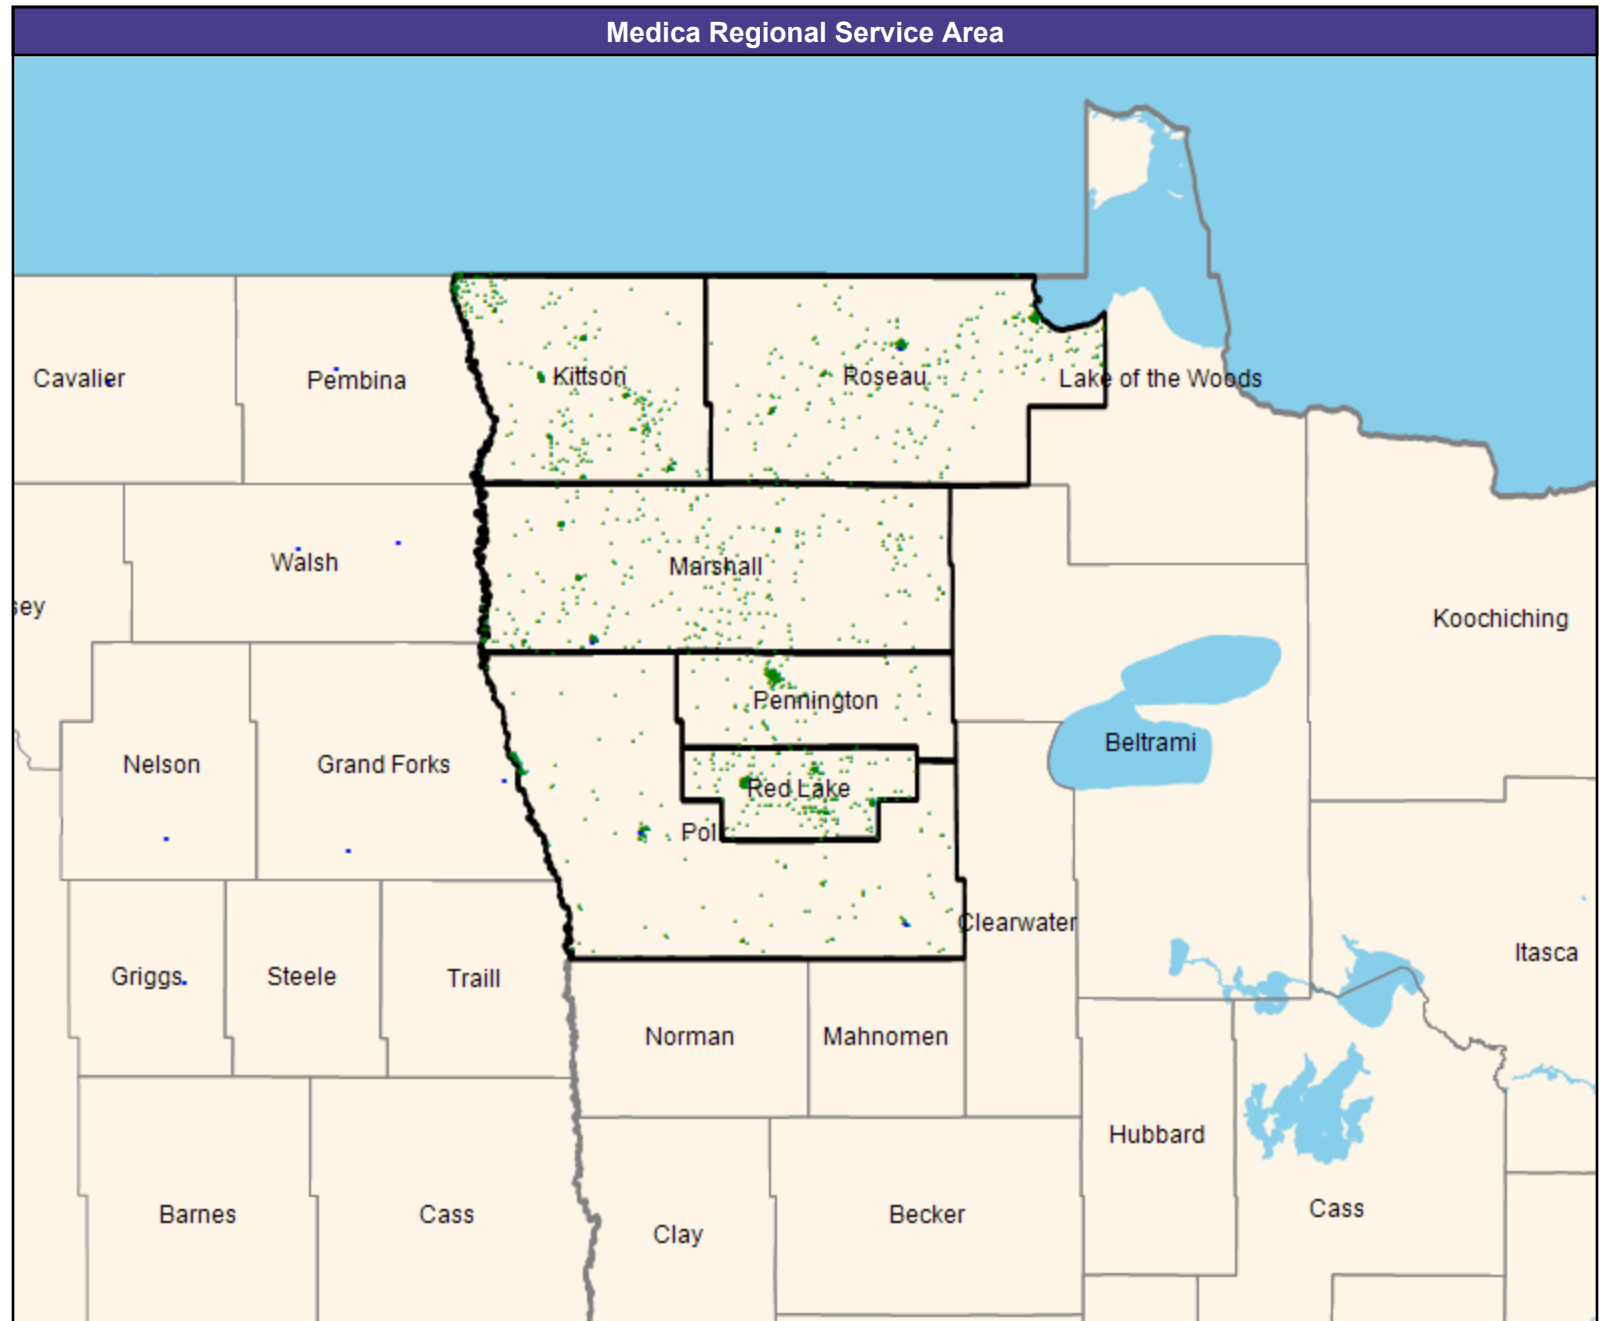 Medica Regional Service Area
Cavalier
Pembina
Kittson
Roseau
Lake of the Woods
Walsh
Marshall
sey
Koochiching
Pennington
Nelson
Grand Forks
Beltrami
Red Lake
Pol
Clearwater
Griggs
Steele
Traill
Itasca
Norman
Mahnomen
Hubbard
Barnes
Cass
Clay
Becker
Cass